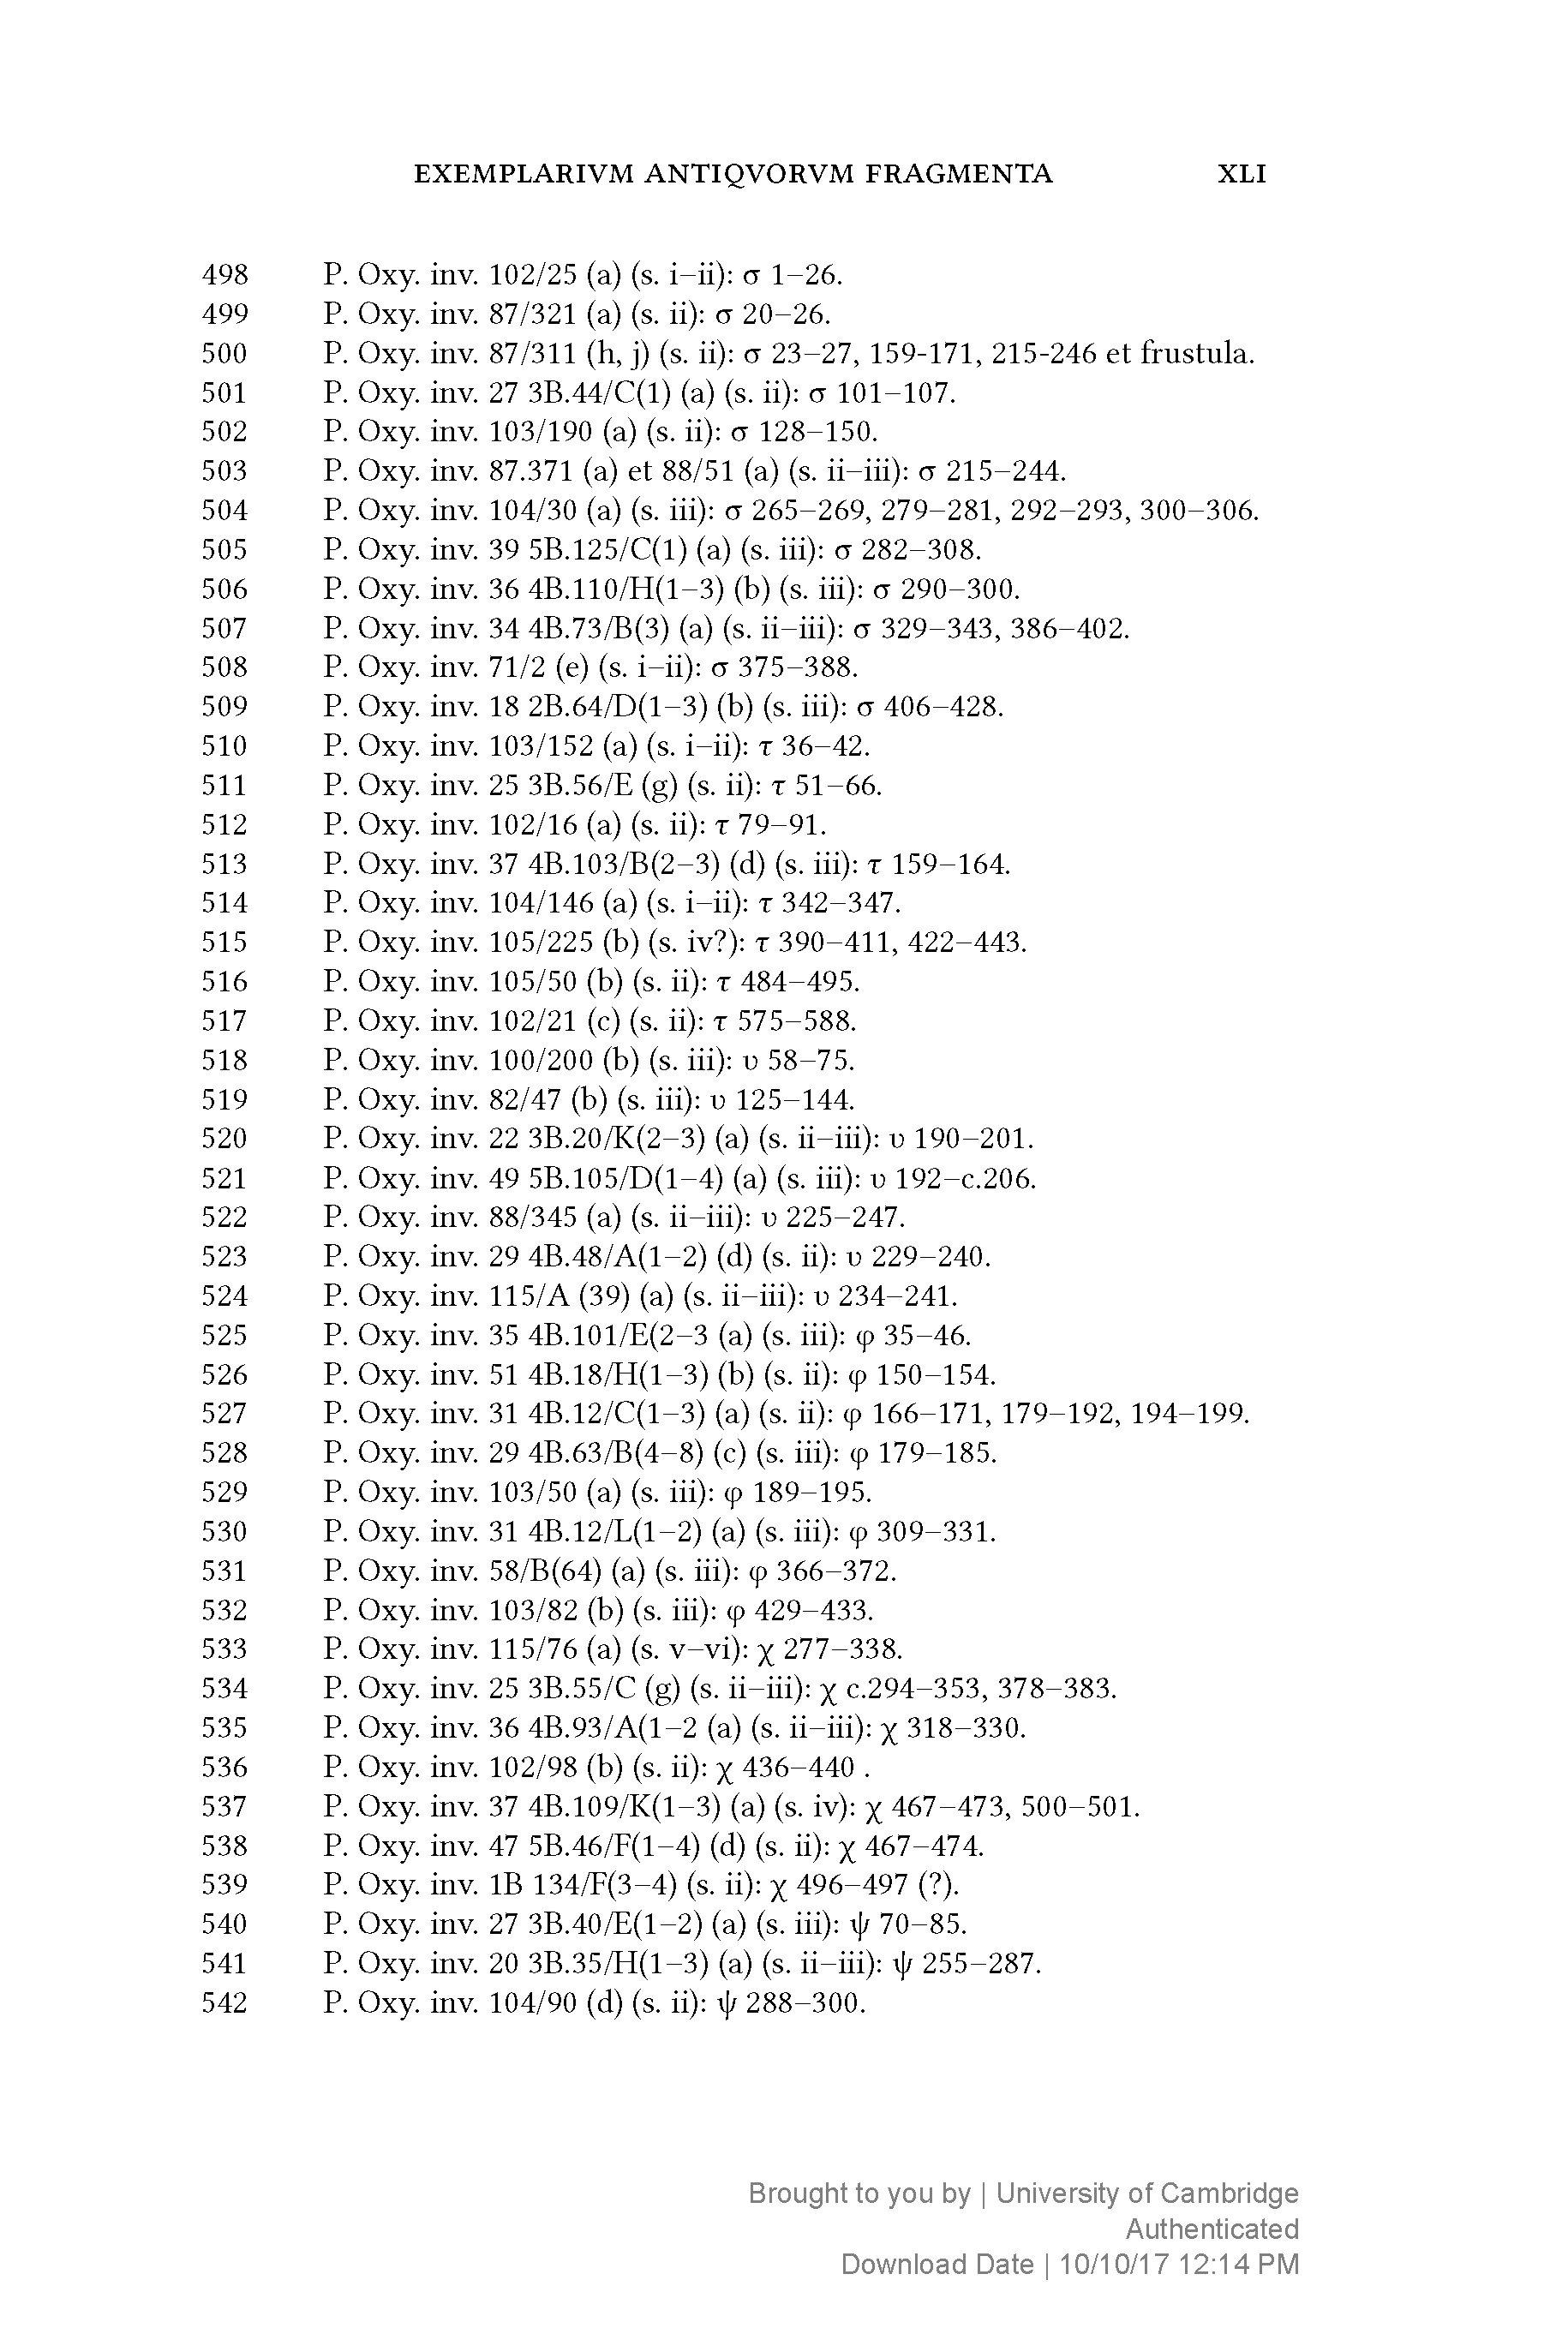 EXEMPLARIVM ANTIQVORVM FRAGMENTA XLI
498 P. Oxy. inv. 102/25 (a) (s. i–ii): σ 1–26.
499 P. Oxy. inv. 87/321 (a) (s. ii): σ 20–26.
500 P. Oxy. inv. 87/311 (h, j) (s. ii): σ 23–27, 159-171, 215-246 et frustula.
501 P. Oxy. inv. 27 3B.44/C(1) (a) (s. ii): σ 101–107.
502 P. Oxy. inv. 103/190 (a) (s. ii): σ 128–150.
503 P. Oxy. inv. 87.371 (a) et 88/51 (a) (s. ii–iii): σ 215–244.
504 P. Oxy. inv. 104/30 (a) (s. iii): σ 265–269, 279–281, 292–293, 300–306.
505 P. Oxy. inv. 39 5B.125/C(1) (a) (s. iii): σ 282–308.
506 P. Oxy. inv. 36 4B.110/H(1–3) (b) (s. iii): σ 290–300.
507 P. Oxy. inv. 34 4B.73/B(3) (a) (s. ii–iii): σ 329–343, 386–402.
508 P. Oxy. inv. 71/2 (e) (s. i–ii): σ 375–388.
509 P. Oxy. inv. 18 2B.64/D(1–3) (b) (s. iii): σ 406–428.
510 P. Oxy. inv. 103/152 (a) (s. i–ii): τ 36–42.
511 P. Oxy. inv. 25 3B.56/E (g) (s. ii): τ 51–66.
512 P. Oxy. inv. 102/16 (a) (s. ii): τ 79–91.
513 P. Oxy. inv. 37 4B.103/B(2–3) (d) (s. iii): τ 159–164.
514 P. Oxy. inv. 104/146 (a) (s. i–ii): τ 342–347.
515 P. Oxy. inv. 105/225 (b) (s. iv?): τ 390–411, 422–443.
516 P. Oxy. inv. 105/50 (b) (s. ii): τ 484–495.
517 P. Oxy. inv. 102/21 (c) (s. ii): τ 575–588.
518 P. Oxy. inv. 100/200 (b) (s. iii): υ 58–75.
519 P. Oxy. inv. 82/47 (b) (s. iii): υ 125–144.
520 P. Oxy. inv. 22 3B.20/K(2–3) (a) (s. ii–iii): υ 190–201.
521 P. Oxy. inv. 49 5B.105/D(1–4) (a) (s. iii): υ 192–c.206.
522 P. Oxy. inv. 88/345 (a) (s. ii–iii): υ 225–247.
523 P. Oxy. inv. 29 4B.48/A(1–2) (d) (s. ii): υ 229–240.
524 P. Oxy. inv. 115/A (39) (a) (s. ii–iii): υ 234–241.
525 P. Oxy. inv. 35 4B.101/E(2–3 (a) (s. iii): φ 35–46.
526 P. Oxy. inv. 51 4B.18/H(1–3) (b) (s. ii): φ 150–154.
527 P. Oxy. inv. 31 4B.12/C(1–3) (a) (s. ii): φ 166–171, 179–192, 194–199.
528 P. Oxy. inv. 29 4B.63/B(4–8) (c) (s. iii): φ 179–185.
529 P. Oxy. inv. 103/50 (a) (s. iii): φ 189–195.
530 P. Oxy. inv. 31 4B.12/L(1–2) (a) (s. iii): φ 309–331.
531 P. Oxy. inv. 58/B(64) (a) (s. iii): φ 366–372.
532 P. Oxy. inv. 103/82 (b) (s. iii): φ 429–433.
533 P. Oxy. inv. 115/76 (a) (s. v–vi): χ 277–338.
534 P. Oxy. inv. 25 3B.55/C (g) (s. ii–iii): χ c.294–353, 378–383.
535 P. Oxy. inv. 36 4B.93/A(1–2 (a) (s. ii–iii): χ 318–330.
536 P. Oxy. inv. 102/98 (b) (s. ii): χ 436–440 .
537 P. Oxy. inv. 37 4B.109/K(1–3) (a) (s. iv): χ 467–473, 500–501.
538 P. Oxy. inv. 47 5B.46/F(1–4) (d) (s. ii): χ 467–474.
539 P. Oxy. inv. 1B 134/F(3–4) (s. ii): χ 496–497 (?).
540 P. Oxy. inv. 27 3B.40/E(1–2) (a) (s. iii): ψ 70–85.
541 P. Oxy. inv. 20 3B.35/H(1–3) (a) (s. ii–iii): ψ 255–287.
542 P. Oxy. inv. 104/90 (d) (s. ii): ψ 288–300.
Brought to you by | University of Cambridge
Authenticated
Download Date | 10/10/17 12:14 PM